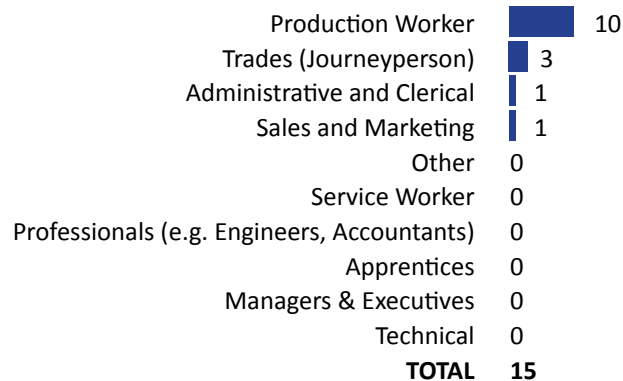 Production Worker 10
Trades (Journeyperson) 3
Administrative and Clerical 1
Sales and Marketing 1
Other 0
Service Worker 0
Professionals (e.g. Engineers, Accountants) 0
Apprentices 0
Managers & Executives 0
Technical 0
TOTAL 15